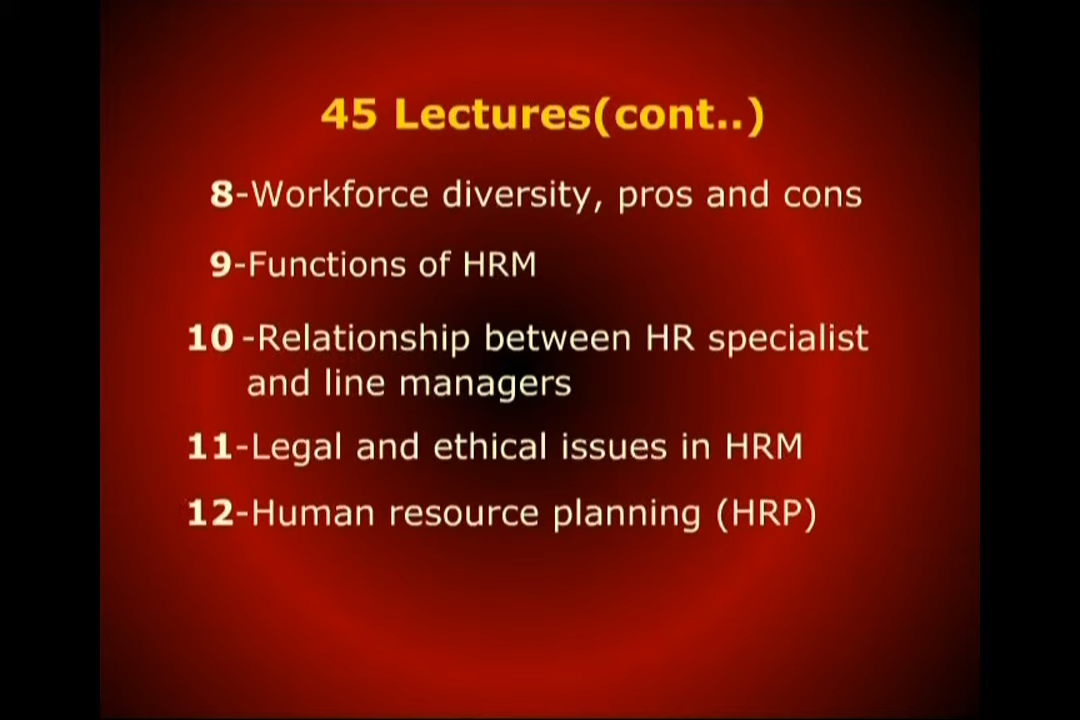 45 Lectures(cont..)
8-Workforce diversity, pros and cons
9-Functions of HRM
10 -Relationship between HR specialist
and line managers
11-Legal and ethical issues in HRM
12-Human resource planning (HRP)